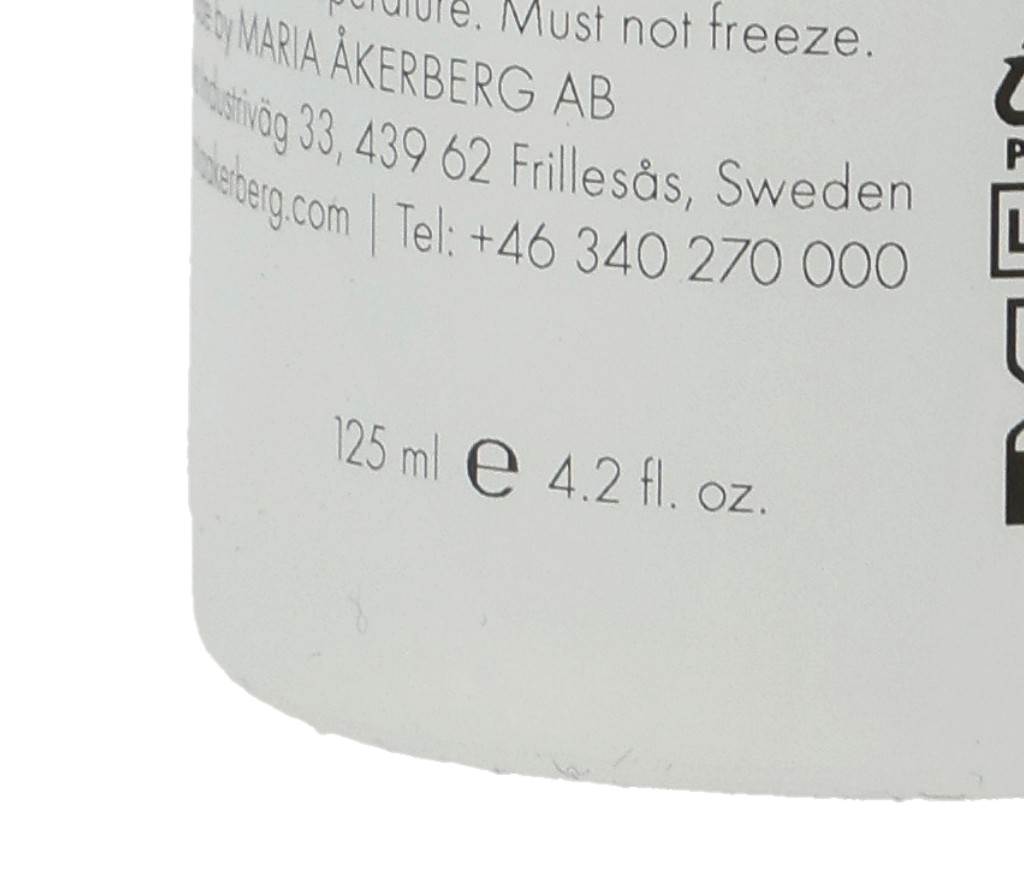 Must not freeze.
by MARIA ÅKERBERG AB
33, 439 62 Frillesås, Sweden
| Tel: +46 340 270 000
125 ml e 4.2 fl. oz.